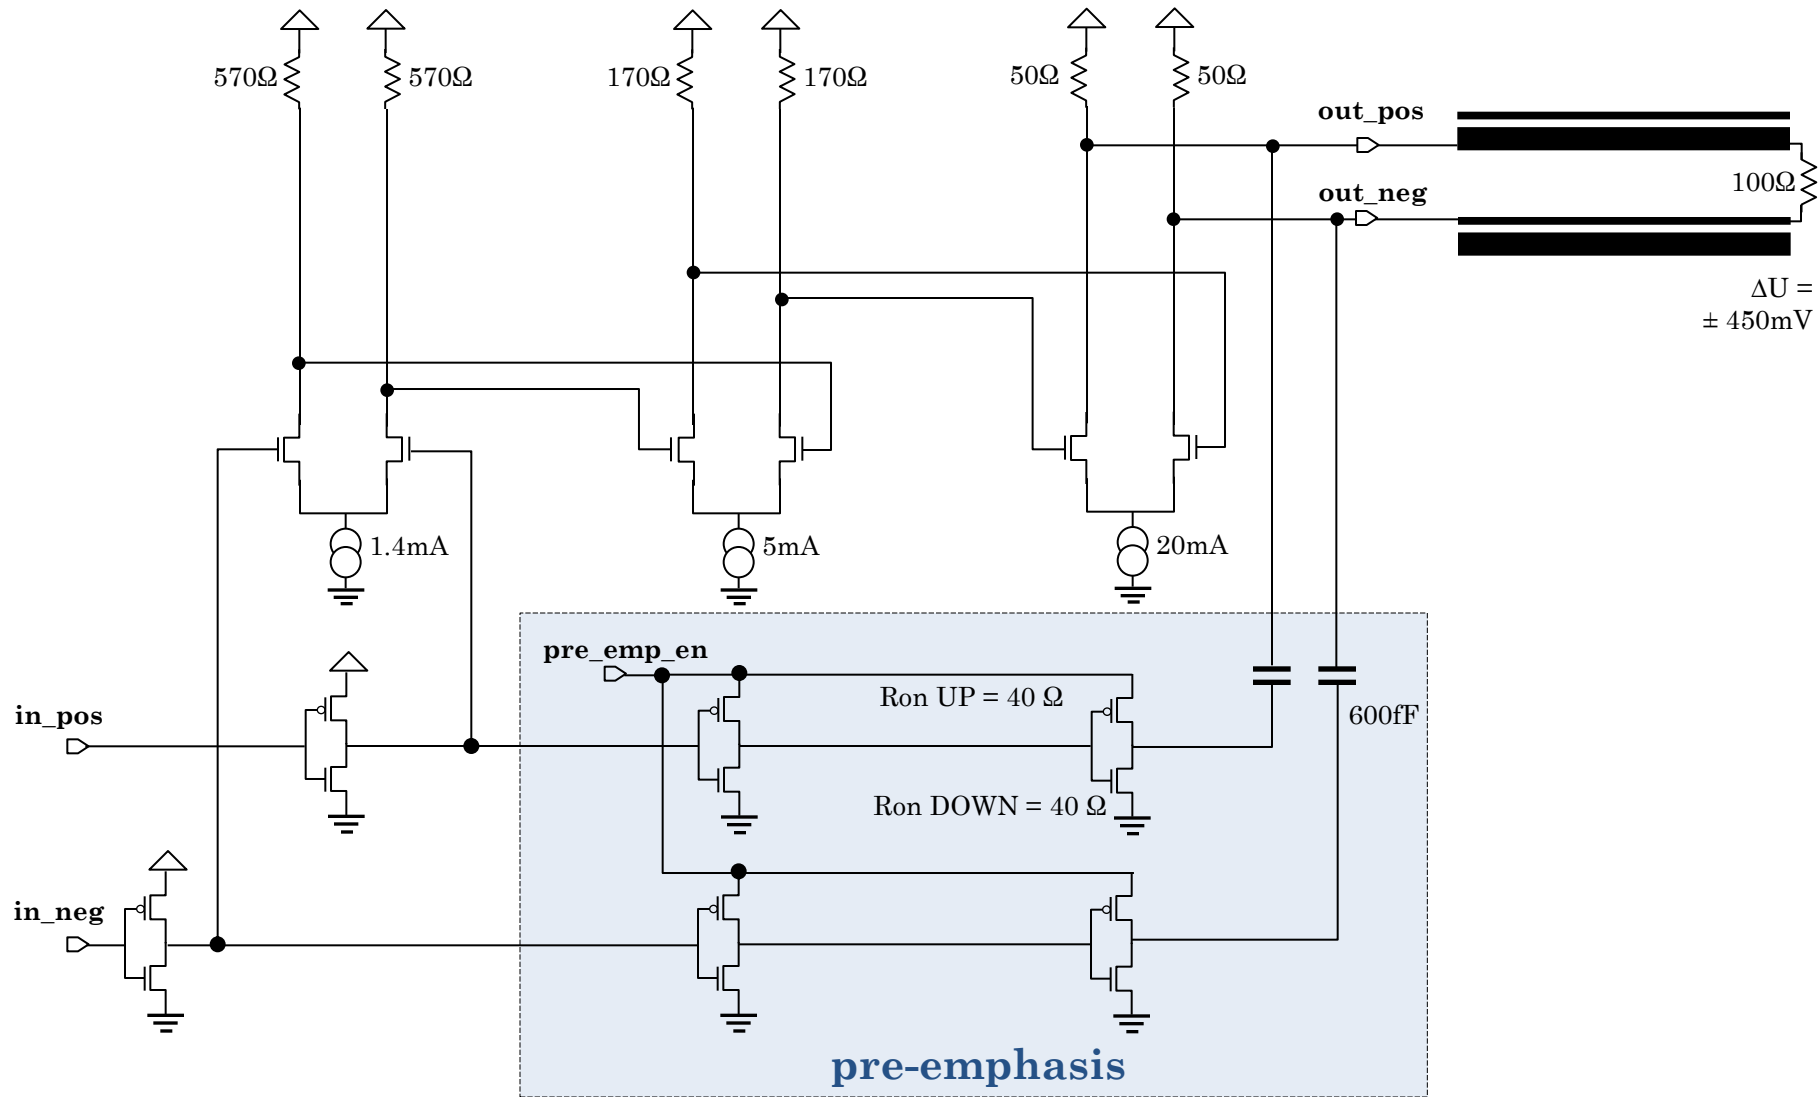 570Ω
570Ω
170Ω
170Ω
50Ω
50Ω
out_pos
out_neg
100Ω
ΔU =
± 450mV
1.4mA
5mA
20mA
pre_emp_en
Ron UP = 40 Ω
600fF
in_pos
Ron DOWN = 40 Ω
in_neg
pre-emphasis